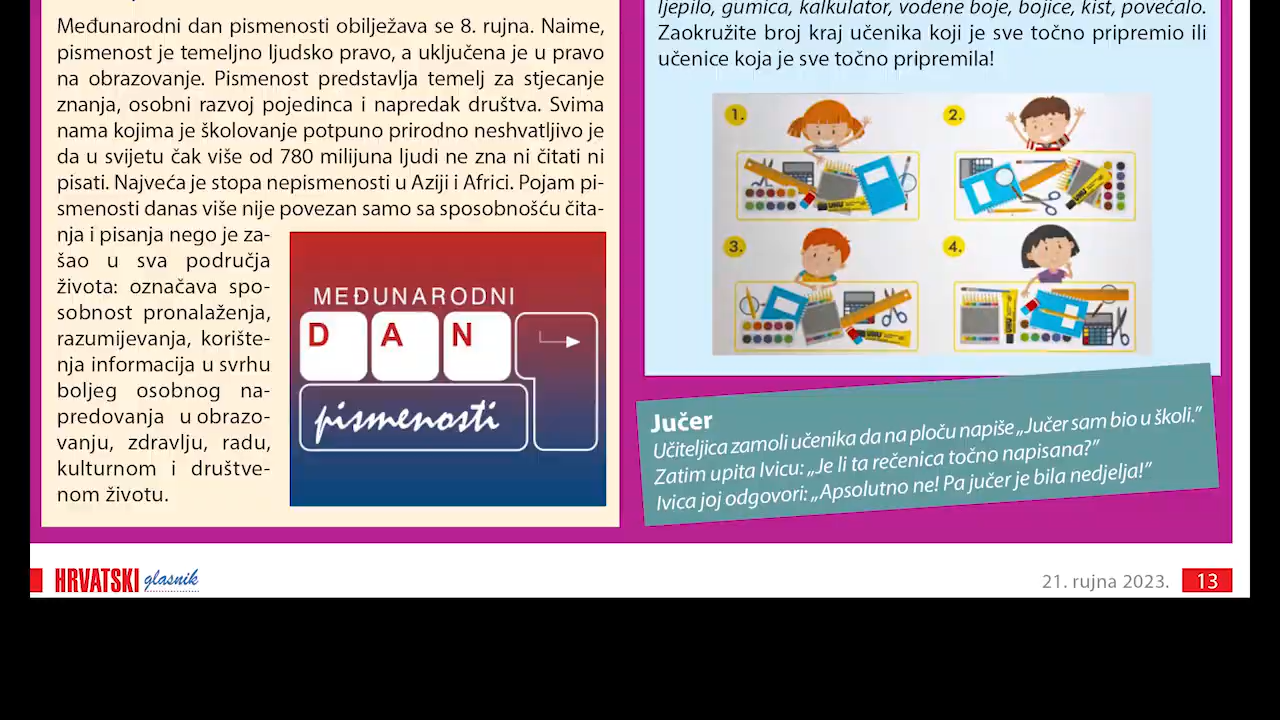 Međunarodni dan pismenosti obilježava se 8. rujna. Naime,
pismenost je temeljno ljudsko pravo, a uključena je u pravo
na obrazovanje. Pismenost predstavlja temelj za stjecanje
znanja, osobni razvoj pojedinca i napredak društva. Svima
nama kojima je školovanje potpuno prirodno neshvatljivo je
da u svijetu čak više od 780 milijuna ljudi ne zna ni čitati ni
pisati. Najveća je stopa nepismenosti u Aziji i Africi. Pojam pi-
smenosti danas više nije povezan samo sa sposobnošću čita-
nja i pisanja nego je za-
šao u sva područja
života: označava spo-
sobnost pronalaženja,
razumijevanja, korište-
nja informacija u svrhu
boljeg osobnog na-
predovanja u obrazo-
vanju, zdravlju, radu,
kulturnom i društve-
nom životu.
MEĐUNARODNI
D A N
pismenosti
ljepilo, gumica, kalkulator, vodene boje, bojice, kist, povećalo.
Zaokružite broj kraj učenika koji je sve točno pripremio ili
učenice koja je sve točno pripremila!
1.
2.
UHU
UHU
3.
4.
UHU
UHU
Jučer
Učiteljica zamoli učenika da na ploču napiše „Jučer sam bio u školi.”
Zatim upita Ivicu: „Je li ta rečenica točno napisana?”
Ivica joj odgovori: „Apsolutno ne! Pa jučer je bila nedjelja!”
HRVATSKI glasnik
21. rujna 2023. 13